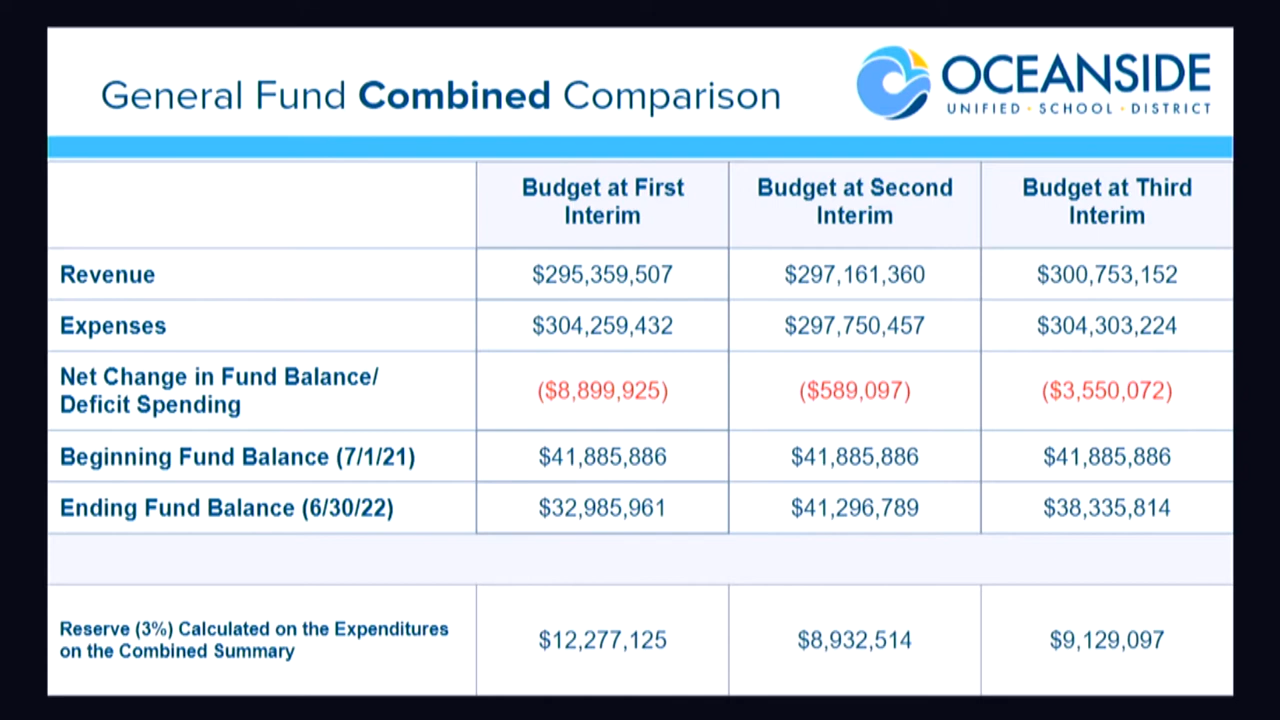 General Fund Combined Comparison
OCEANSIDE
UNIFIED · SCHOOL · DISTRICT
Budget at First
Interim
Budget at Second
Interim
Budget at Third
Interim
Revenue $295,359,507 $297,161,360 $300,753,152
Expenses $304,259,432 $297,750,457 $304,303,224
Net Change in Fund Balance/
Deficit Spending ($8,899,925) ($589,097) ($3,550,072)
Beginning Fund Balance (7/1/21) $41,885,886 $41,885,886 $41,885,886
Ending Fund Balance (6/30/22) $32,985,961 $41,296,789 $38,335,814
Reserve (3%) Calculated on the Expenditures
on the Combined Summary $12,277,125 $8,932,514 $9,129,097